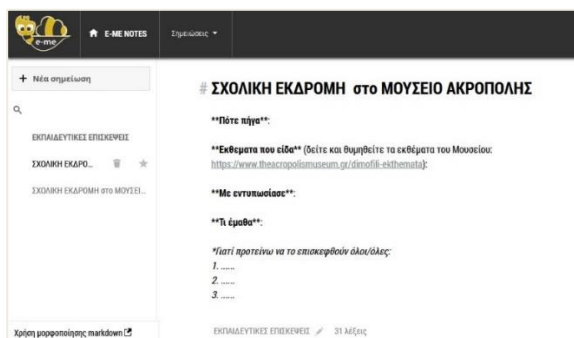 e-me
E-ME NOTES
Σημειώσεις
+ Νέα σημείωση
ΕΚΠΑΙΔΕΥΤΙΚΕΣ ΕΠΙΣΚΕΨΕΙΣ
ΣΧΟΛΙΚΗ ΕΚΔΡΟ...
ΣΧΟΛΙΚΗ ΕΚΔΡΟΜΗ στο ΜΟΥΣΕΙ...
Χρήση μορφοποίησης markdown
# ΣΧΟΛΙΚΗ ΕΚΔΡΟΜΗ στο ΜΟΥΣΕΙΟ ΑΚΡΟΠΟΛΗΣ
**Πότε πήγα**:
**Εκθεματα που είδα** (δείτε και θυμηθείτε τα εκθέματα του Μουσείου:
https://www.theacropolismuseum.gr/dimofili-ekthemata):
**Με εντυπωσίασε**:
**Τι έμαθα**:
*Γιατί προτείνω να το επισκεφθούν όλοι/όλες:
1. ......
2. ......
3. ......
ΕΚΠΑΙΔΕΥΤΙΚΕΣ ΕΠΙΣΚΕΨΕΙΣ 31 λέξεις